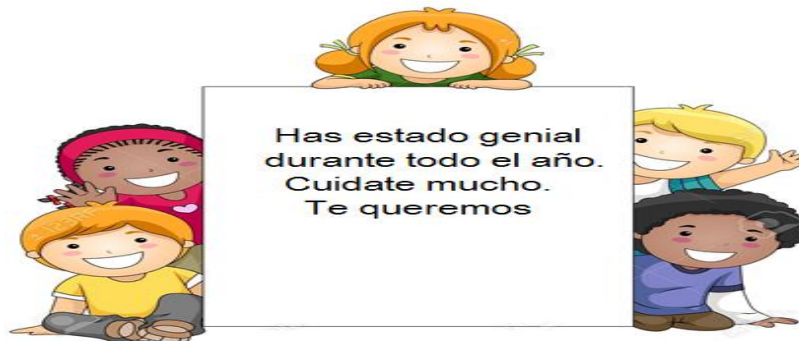 Has estado genial
durante todo el año.
Cuidate mucho.
Te queremos